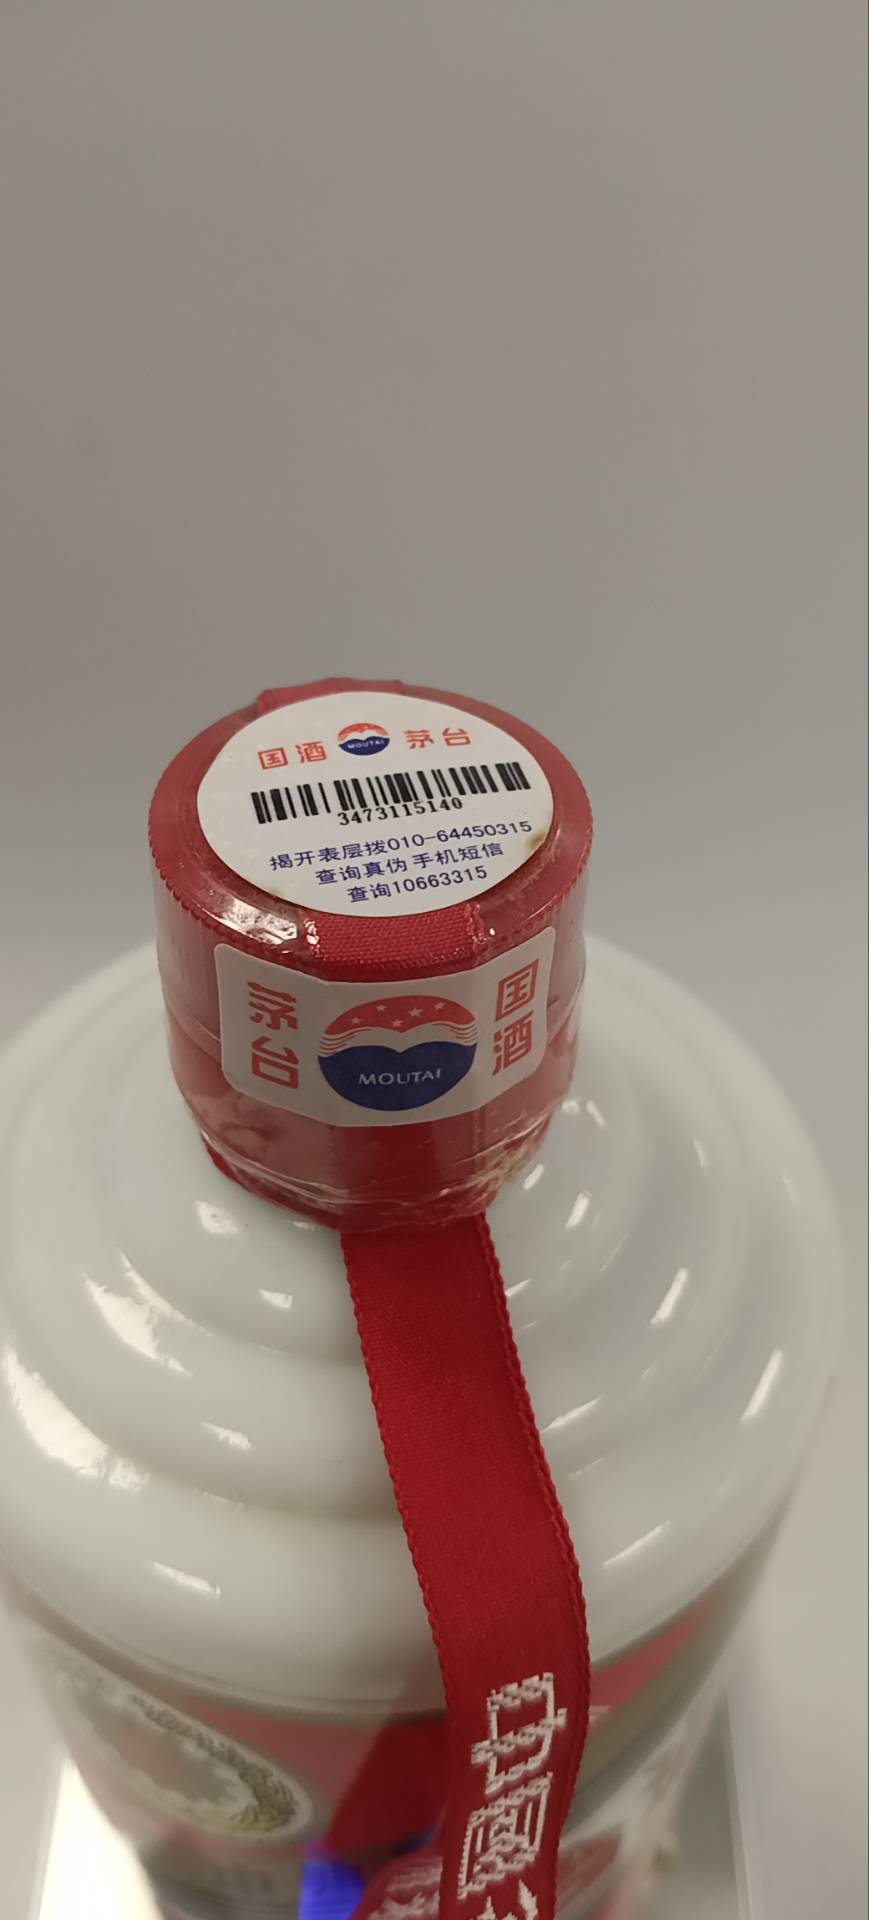 国酒 MOUTAI 茅台
3473115140
揭开表层拨010-64450315
查询真伪 手机短信
查询10663315
茅台 MOUTAI 国酒
中國